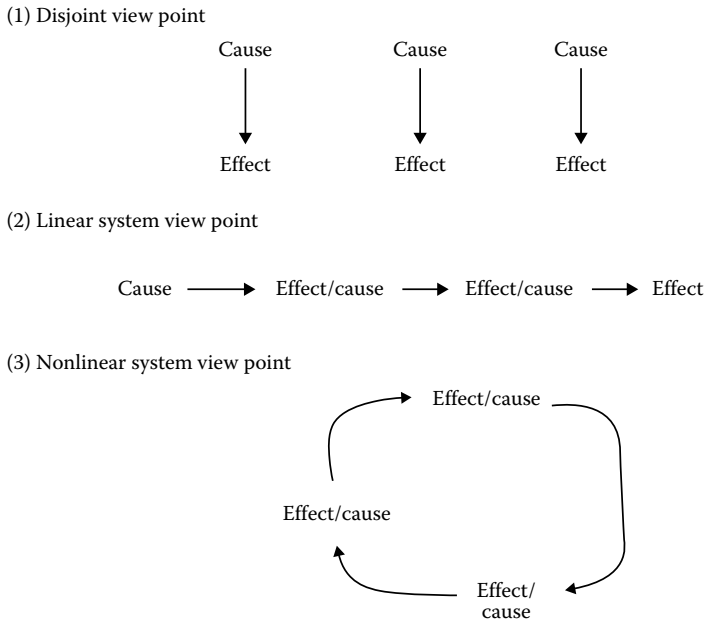 (1) Disjoint view point
Cause Cause Cause
Effect Effect Effect
(2) Linear system view point
Cause Effect/cause Effect/cause Effect
(3) Nonlinear system view point
Effect/cause
Effect/cause
Effect/
cause